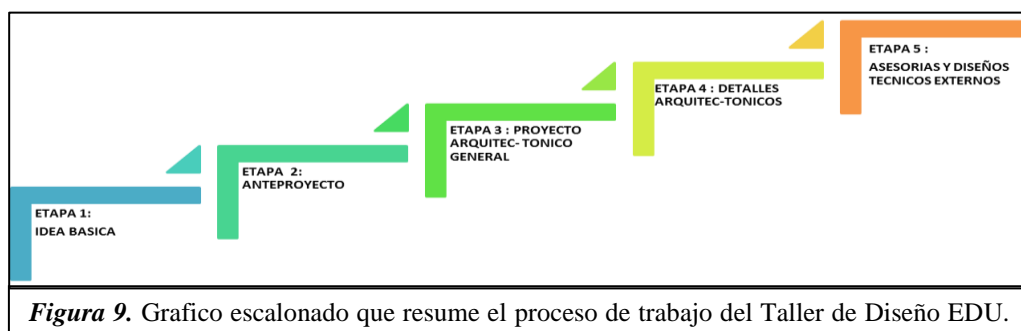 ETAPA 1:
IDEA BASICA
ETAPA 2:
ANTEPROYECTO
ETAPA 3 : PROYECTO
ARQUITEC- TONICO
GENERAL
ETAPA 4 : DETALLES
ARQUITEC-TONICOS
ETAPA 5 :
ASESORIAS Y DISEÑOS
TECNICOS EXTERNOS
Figura 9. Grafico escalonado que resume el proceso de trabajo del Taller de Diseño EDU.